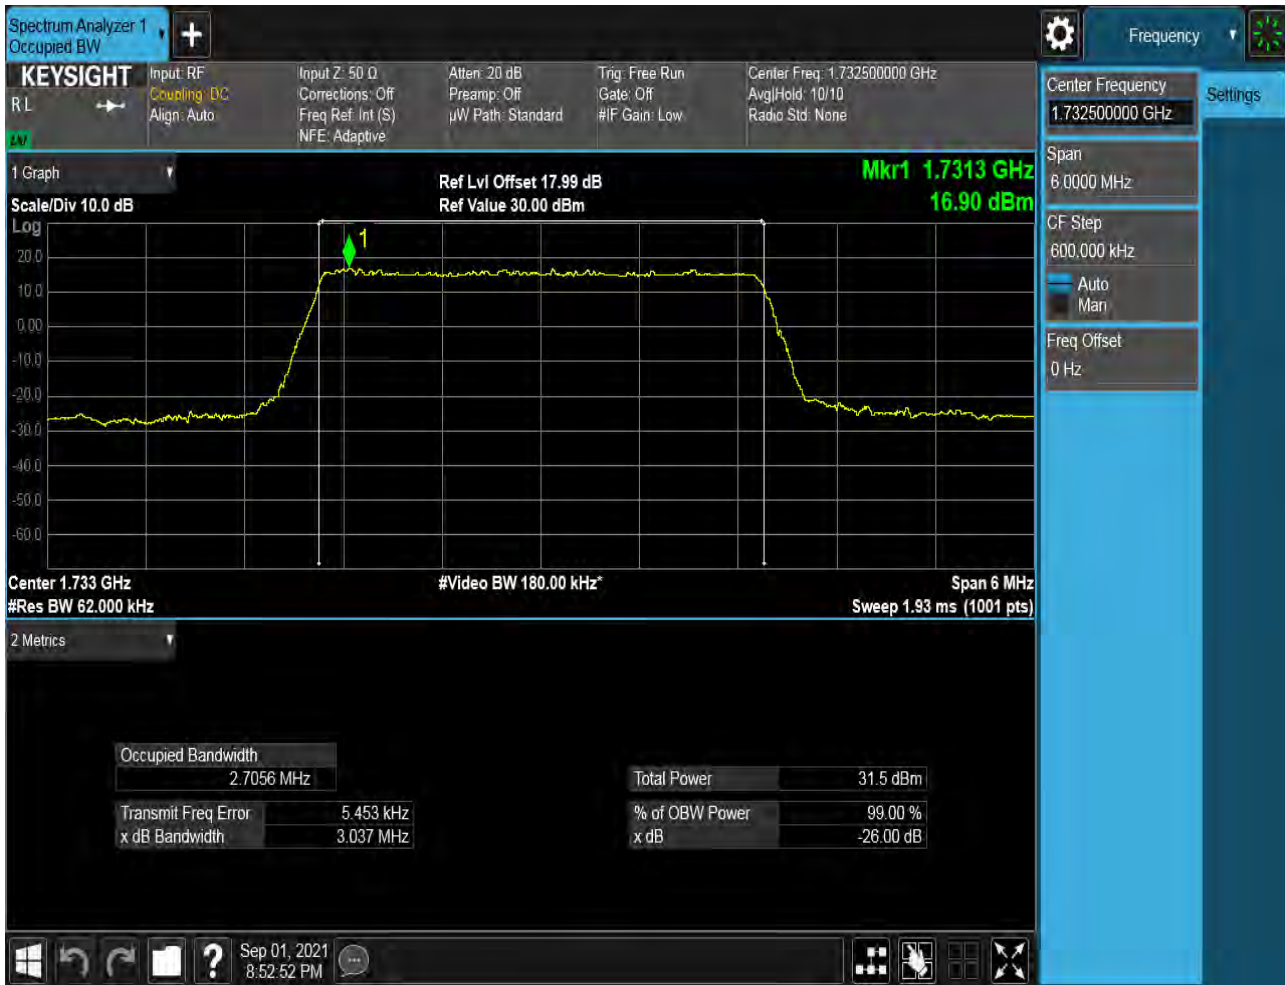 Spectrum Analyzer 1
Occupied BW
Frequency
KEYSIGHT
R L
Input: RF
Coupling: DC
Align: Auto
Input Z: 50 Ω
Corrections: Off
Freq Ref: Int (S)
NFE: Adaptive
Atten: 20 dB
Preamp: Off
µW Path: Standard
Trig: Free Run
Gate: Off
#IF Gain: Low
Center Freq: 1.732500000 GHz
Avg|Hold: 10/10
Radio Std: None
Center Frequency
1.732500000 GHz
Settings
Span
6.0000 MHz
CF Step
600.000 kHz
Auto
Man
Freq Offset
0 Hz
1 Graph
Scale/Div 10.0 dB
Ref Lvl Offset 17.99 dB
Ref Value 30.00 dBm
Mkr1 1.7313 GHz
16.90 dBm
Log
1
20.0
10.0
0.00
-10.0
-20.0
-30.0
-40.0
-50.0
-60.0
Center 1.733 GHz
#Video BW 180.00 kHz*
Span 6 MHz
#Res BW 62.000 kHz
Sweep 1.93 ms (1001 pts)
2 Metrics
Occupied Bandwidth
2.7056 MHz
Total Power 31.5 dBm
Transmit Freq Error 5.453 kHz
% of OBW Power 99.00 %
x dB Bandwidth 3.037 MHz
x dB -26.00 dB
?
Sep 01, 2021
8:52:52 PM